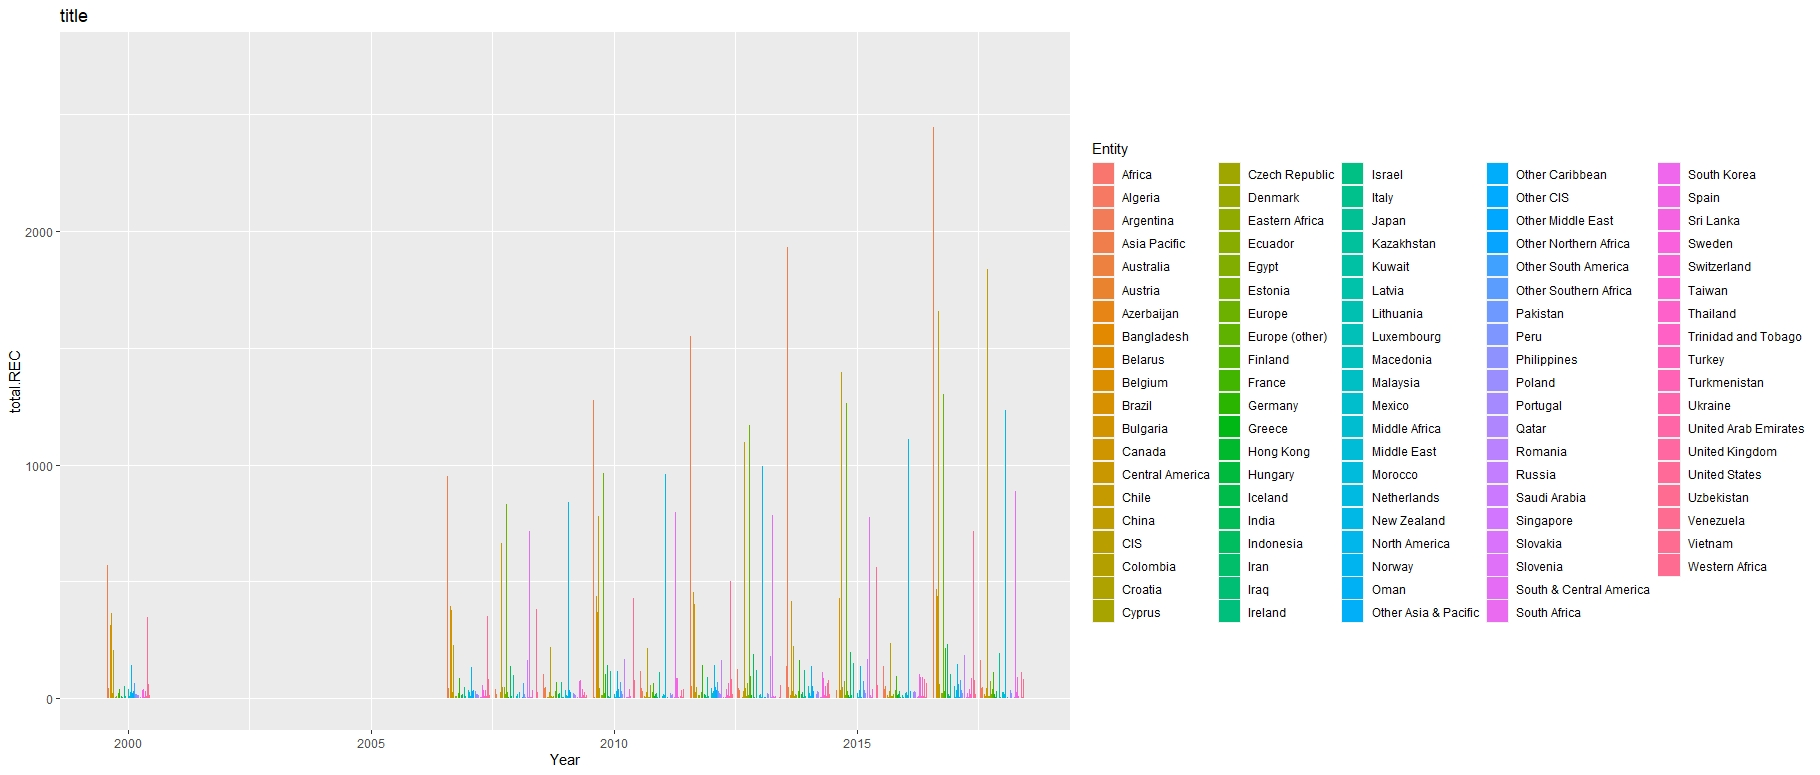 title
total.REC
2000
1000
0
2000
2005
2010
2015
Year
Entity
Africa
Algeria
Argentina
Asia Pacific
Australia
Austria
Azerbaijan
Bangladesh
Belarus
Belgium
Brazil
Bulgaria
Canada
Central America
Chile
China
CIS
Colombia
Croatia
Cyprus
Czech Republic
Denmark
Eastern Africa
Ecuador
Egypt
Estonia
Europe
Europe (other)
Finland
France
Germany
Greece
Hong Kong
Hungary
Iceland
India
Indonesia
Iran
Iraq
Ireland
Israel
Italy
Japan
Kazakhstan
Kuwait
Latvia
Lithuania
Luxembourg
Macedonia
Malaysia
Mexico
Middle Africa
Middle East
Morocco
Netherlands
New Zealand
North America
Norway
Oman
Other Asia & Pacific
Other Caribbean
Other CIS
Other Middle East
Other Northern Africa
Other South America
Other Southern Africa
Pakistan
Peru
Philippines
Poland
Portugal
Qatar
Romania
Russia
Saudi Arabia
Singapore
Slovakia
Slovenia
South & Central America
South Africa
South Korea
Spain
Sri Lanka
Sweden
Switzerland
Taiwan
Thailand
Trinidad and Tobago
Turkey
Turkmenistan
Ukraine
United Arab Emirates
United Kingdom
United States
Uzbekistan
Venezuela
Vietnam
Western Africa